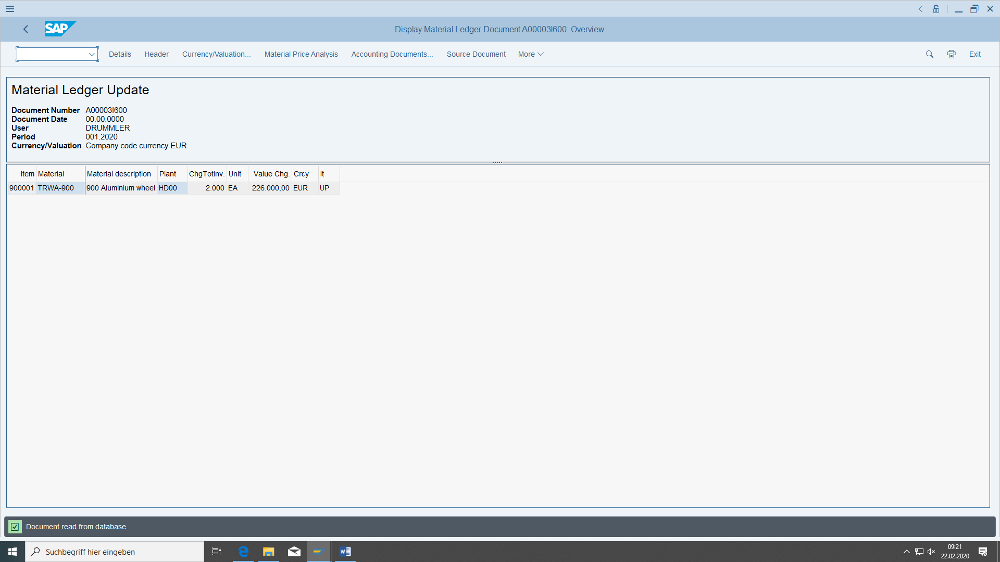 SAP
Display Material Ledger Document A00003I600: Overview
Details Header Currency/Valuation... Material Price Analysis Accounting Documents... Source Document More Exit
Material Ledger Update
Document Number A00003I600
Document Date 00.00.0000
User DRUMMLER
Period 001.2020
Currency/Valuation Company code currency EUR
Item Material Material description Plant ChgTotInv. Unit Value Chg. Crcy It
900001 TRWA-900 900 Aluminium wheel HD00 2.000 EA 226.000,00 EUR UP
Document read from database
Suchbegriff hier eingeben
09:21
22.02.2020